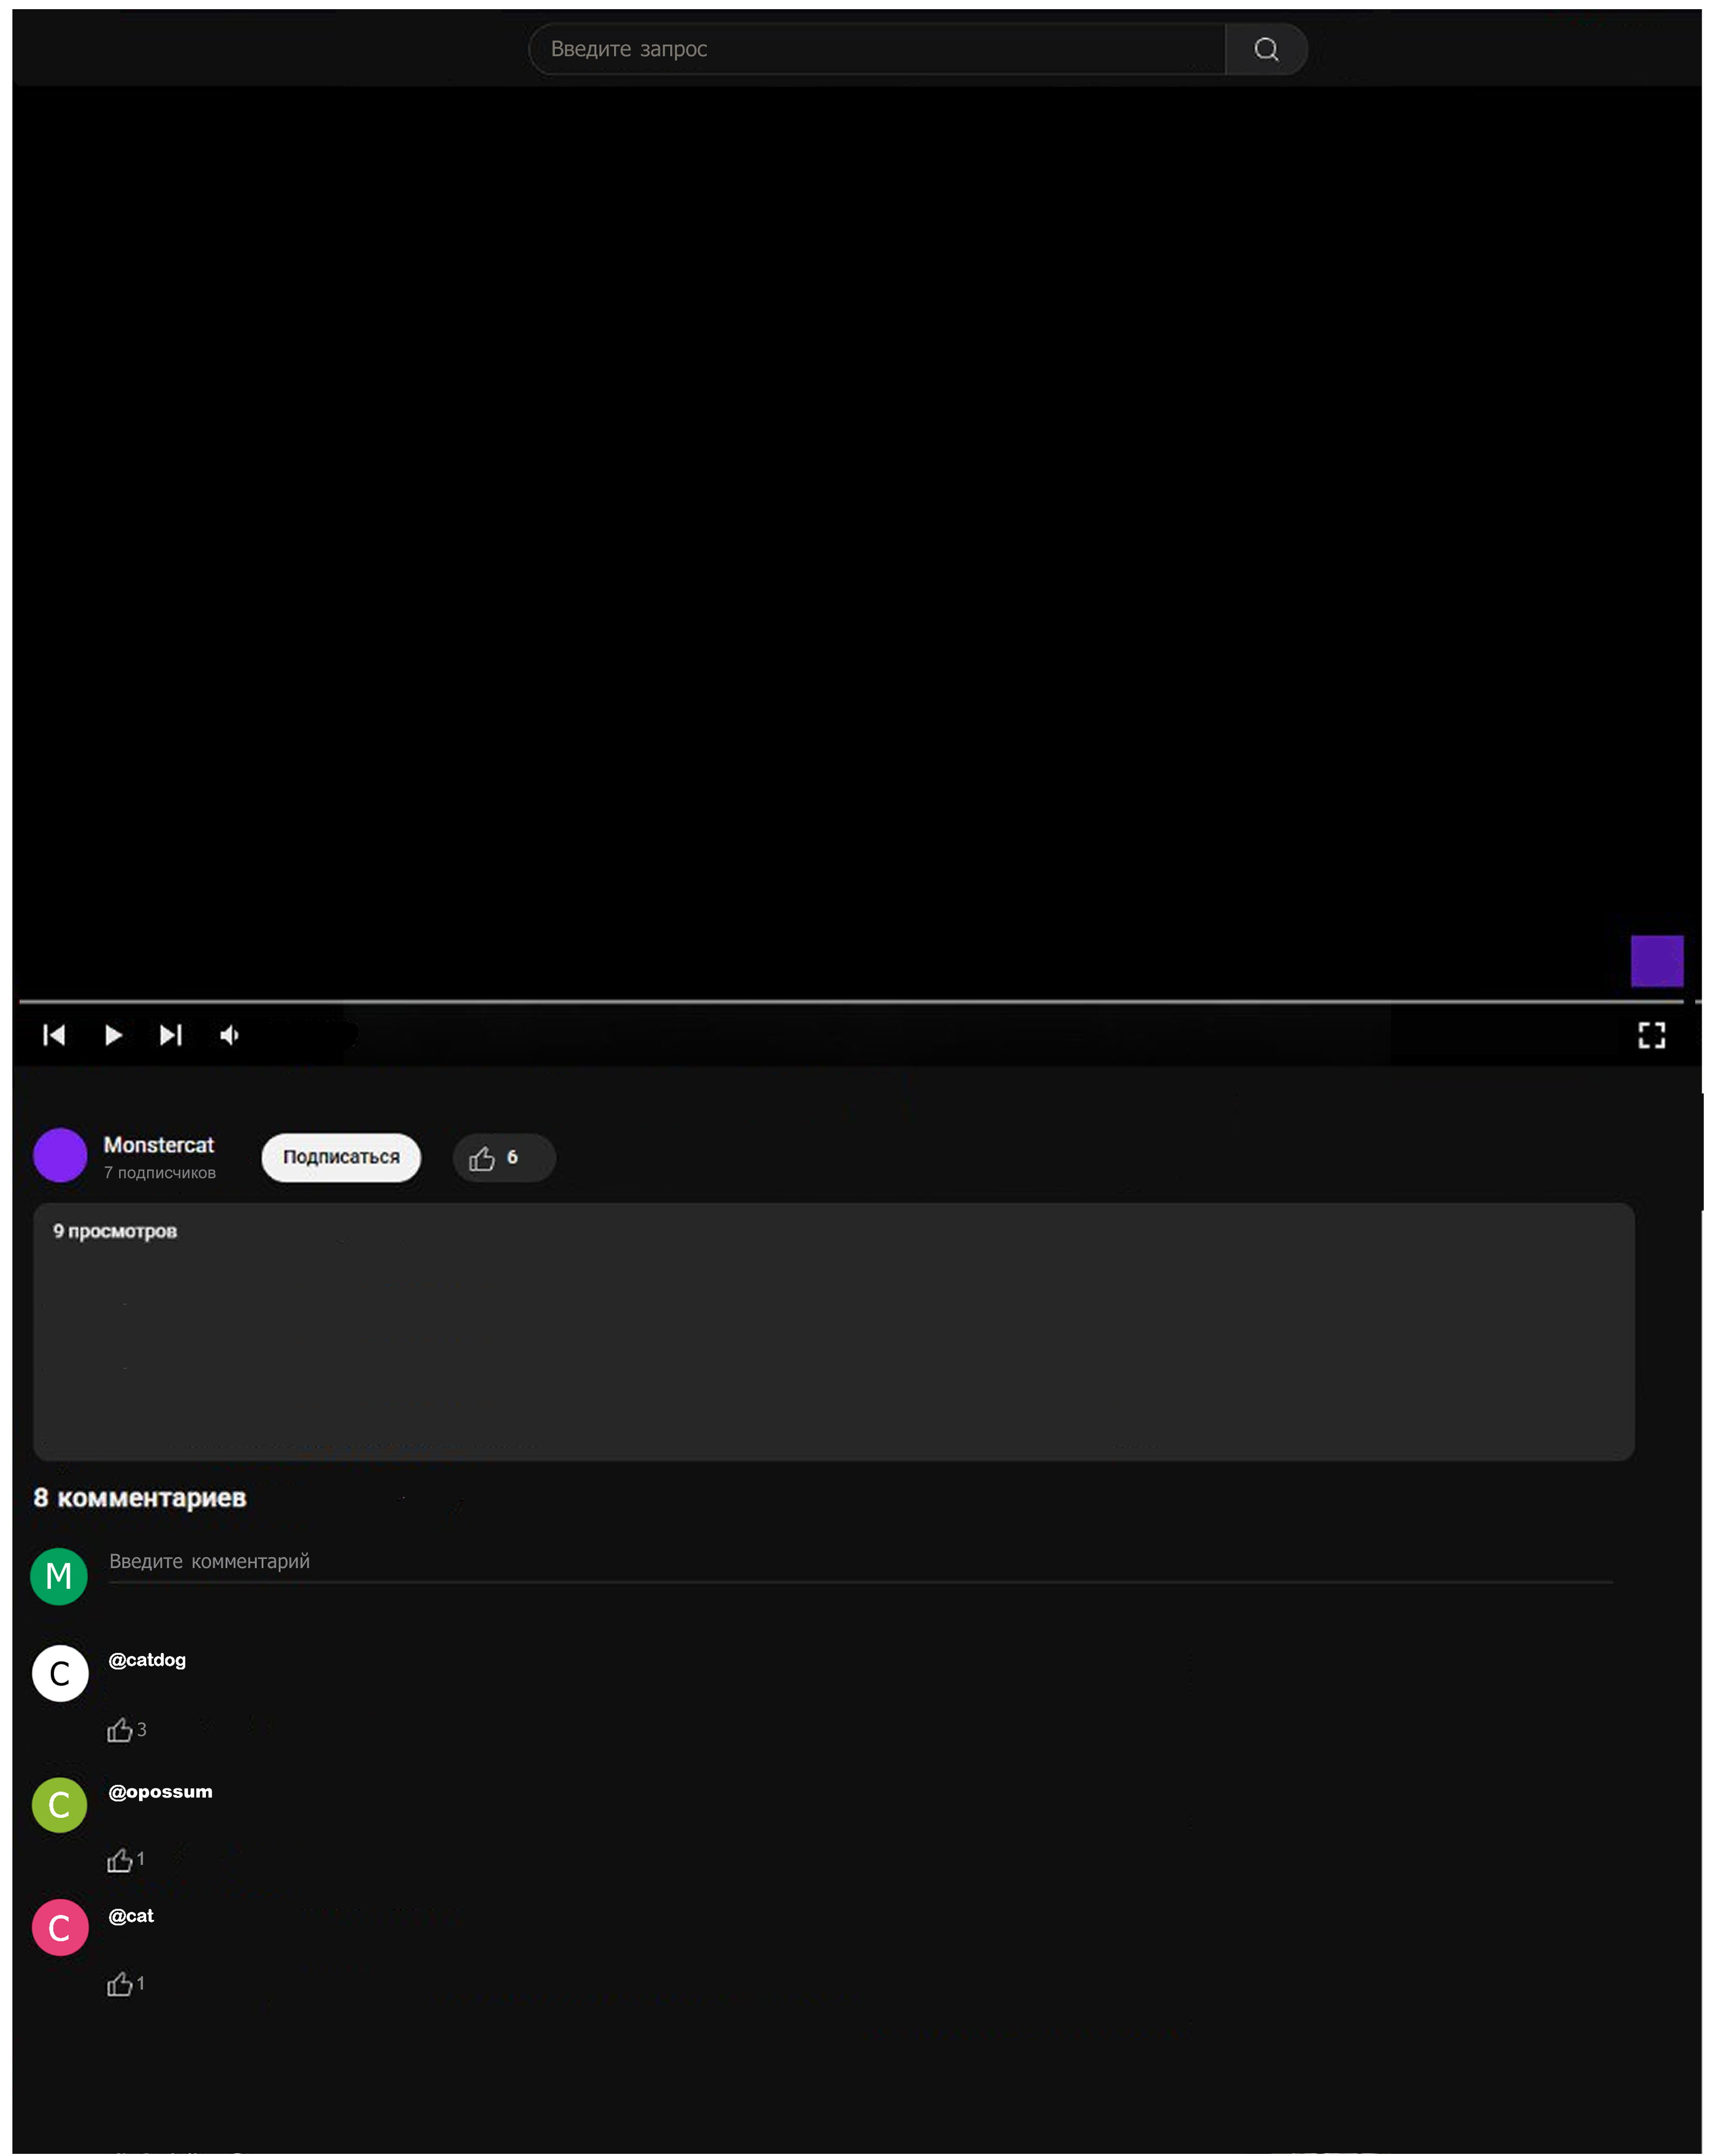 Введите запрос
Monstercat
7 подписчиков
Подписаться
6
9 просмотров
8 комментариев
M
Введите комментарий
C
@catdog
3
C
@opossum
1
C
@cat
1